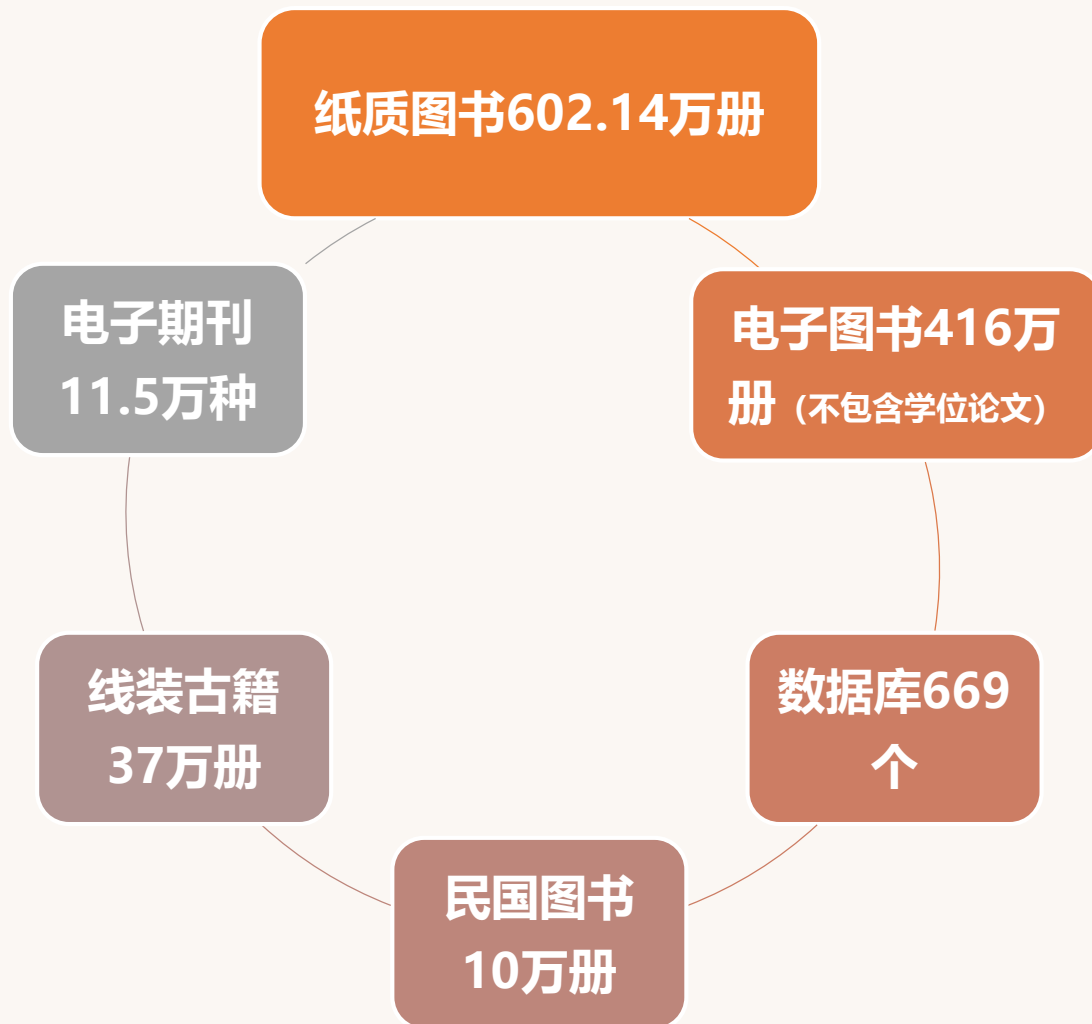 纸质图书602.14万册
电子图书416万
册（不包含学位论文）
数据库669
个
民国图书
10万册
线装古籍
37万册
电子期刊
11.5万种